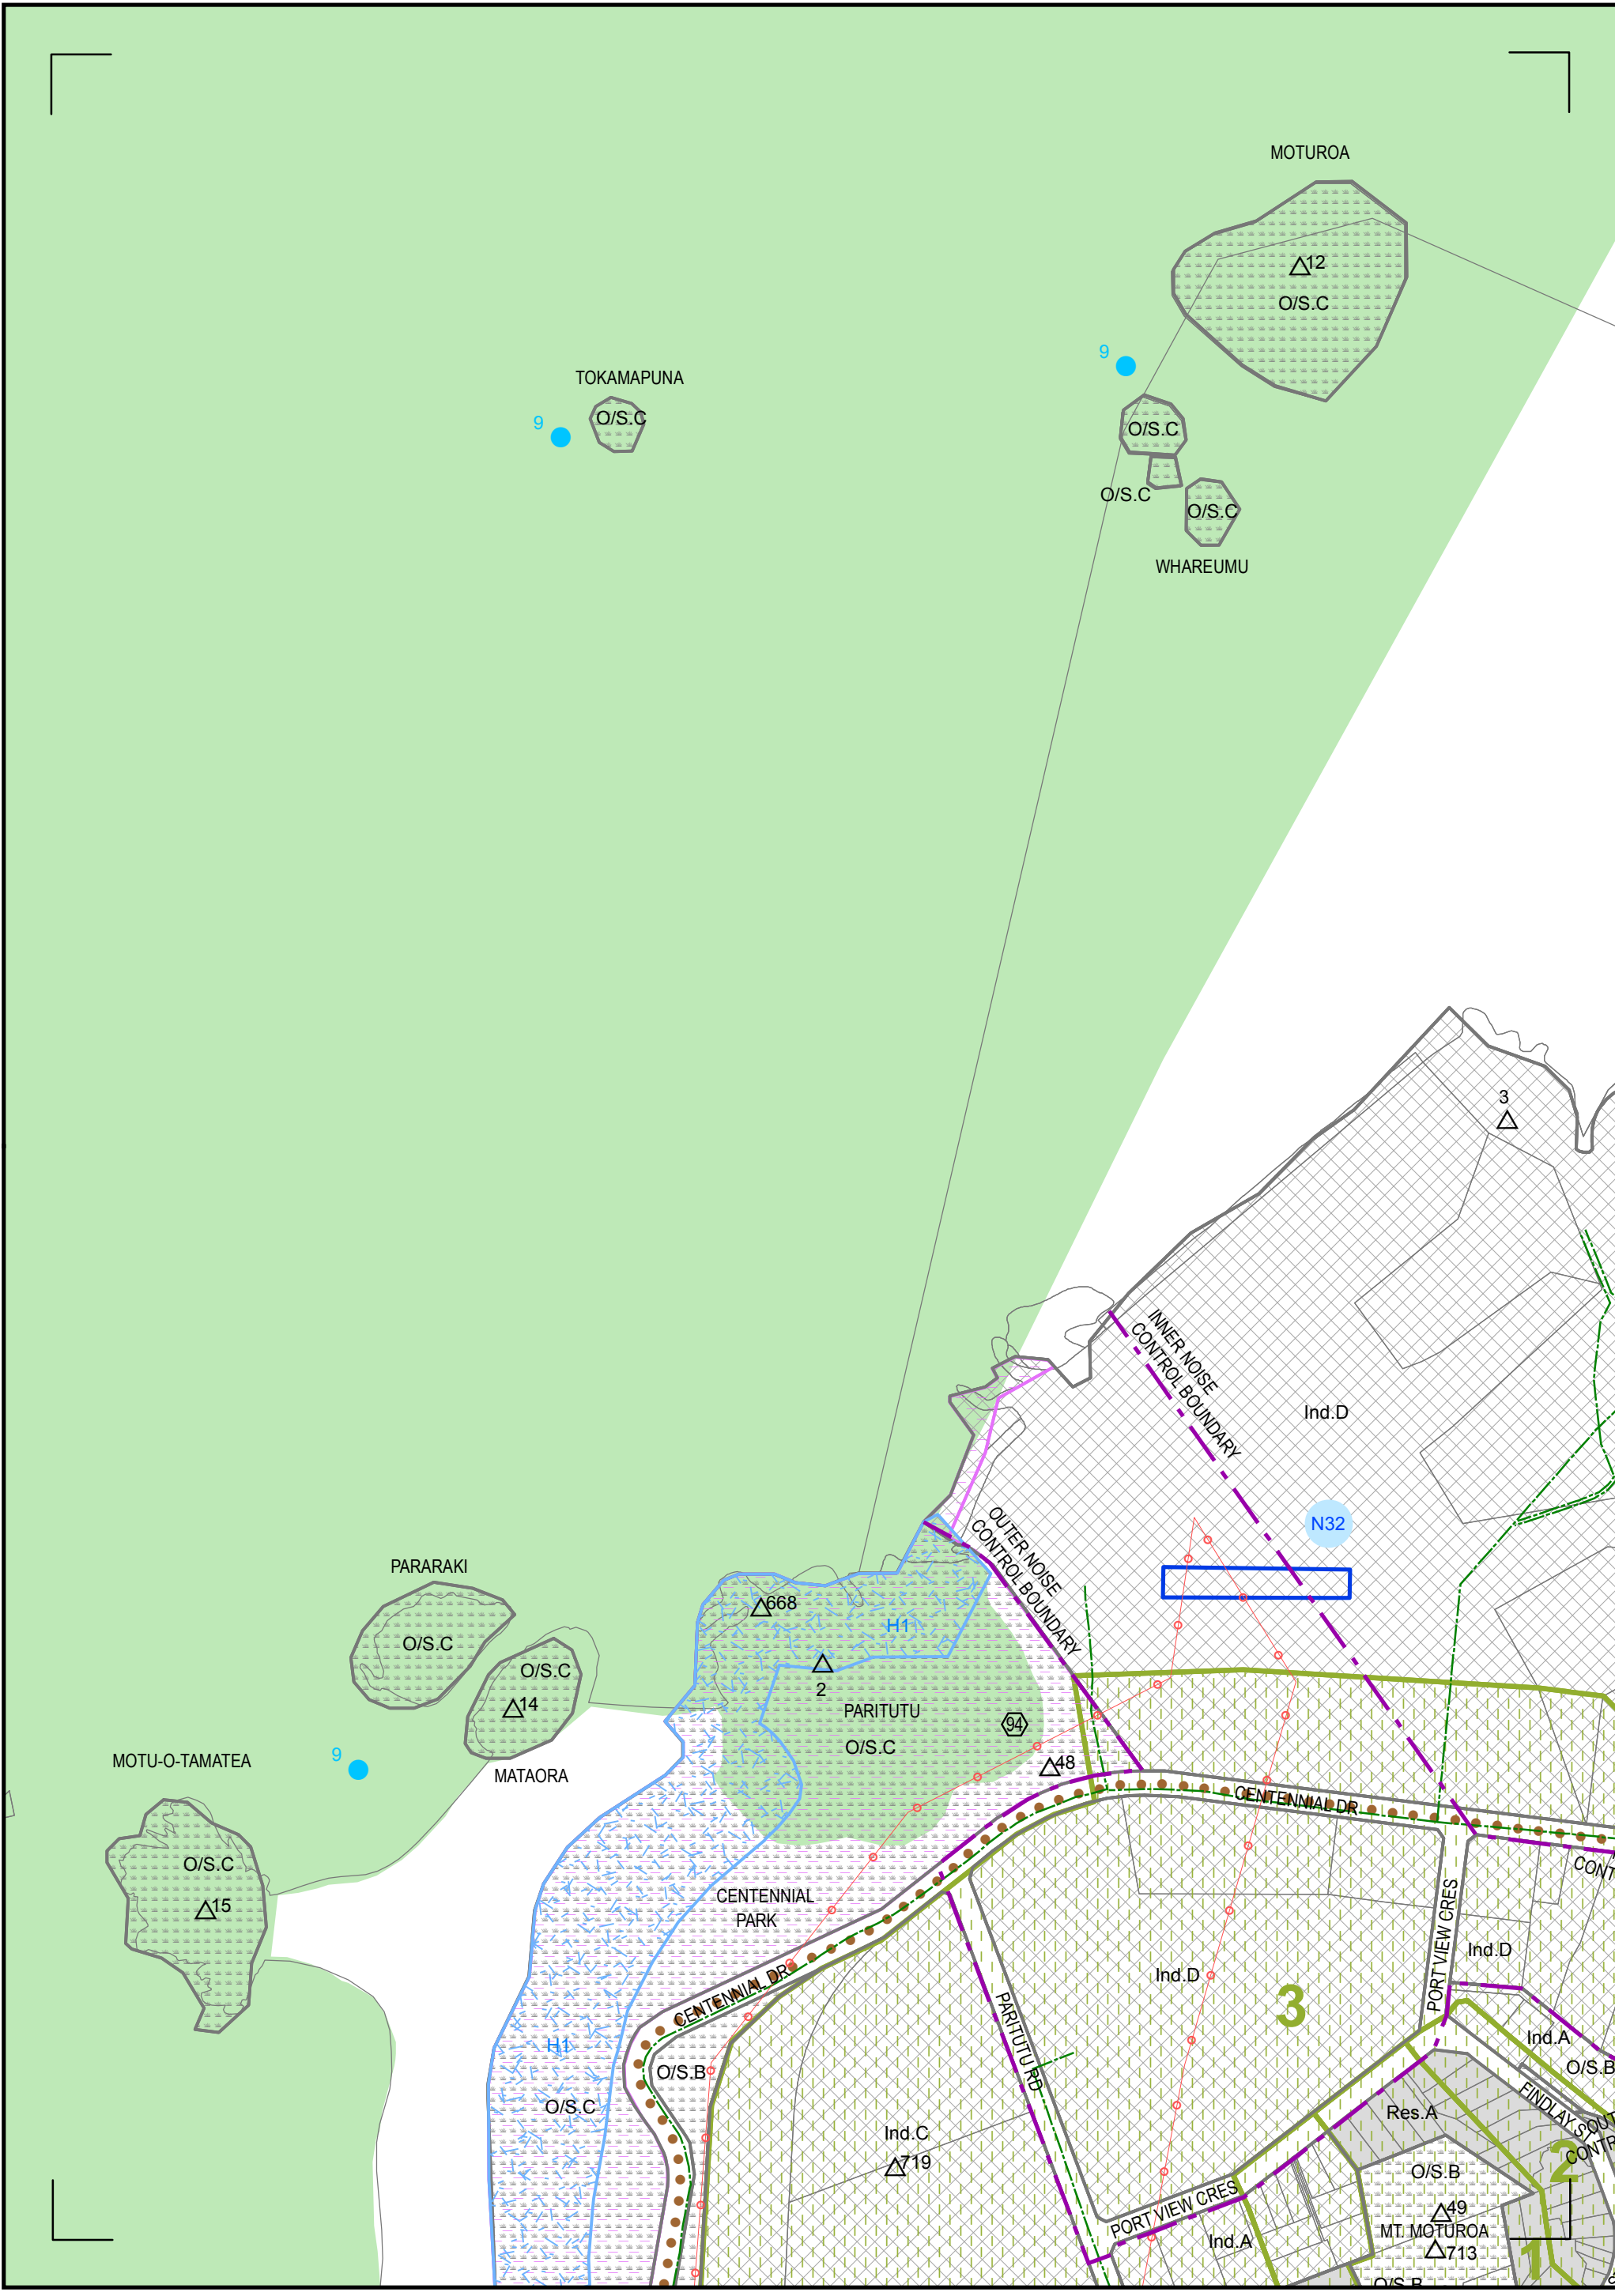 MOTUROA
12
O/S.C
9
TOKAMAPUNA
9
O/S.C
O/S.C
O/S.C
O/S.C
WHAREUMU
3
INNER NOISE
CONTROL BOUNDARY
Ind.D
N32
OUTER NOISE
CONTROL BOUNDARY
PARARAKI
O/S.C
668
H1
2
PARITUTU
O/S.C
94
48
O/S.C
14
MATAORA
9
MOTU-O-TAMATEA
O/S.C
15
CENTENNIAL DR
CENTENNIAL
PARK
CENTENNIAL DR
PORT VIEW CRES
Ind.D
Ind.D
3
PARITUTU RD
H1
O/S.C
O/S.B
Ind.A
O/S.B
FINDLAY ST
Res.A
Ind.C
719
2
O/S.B
49
MT. MOTUROA
713
1
PORT VIEW CRES
Ind.A
O/S.B